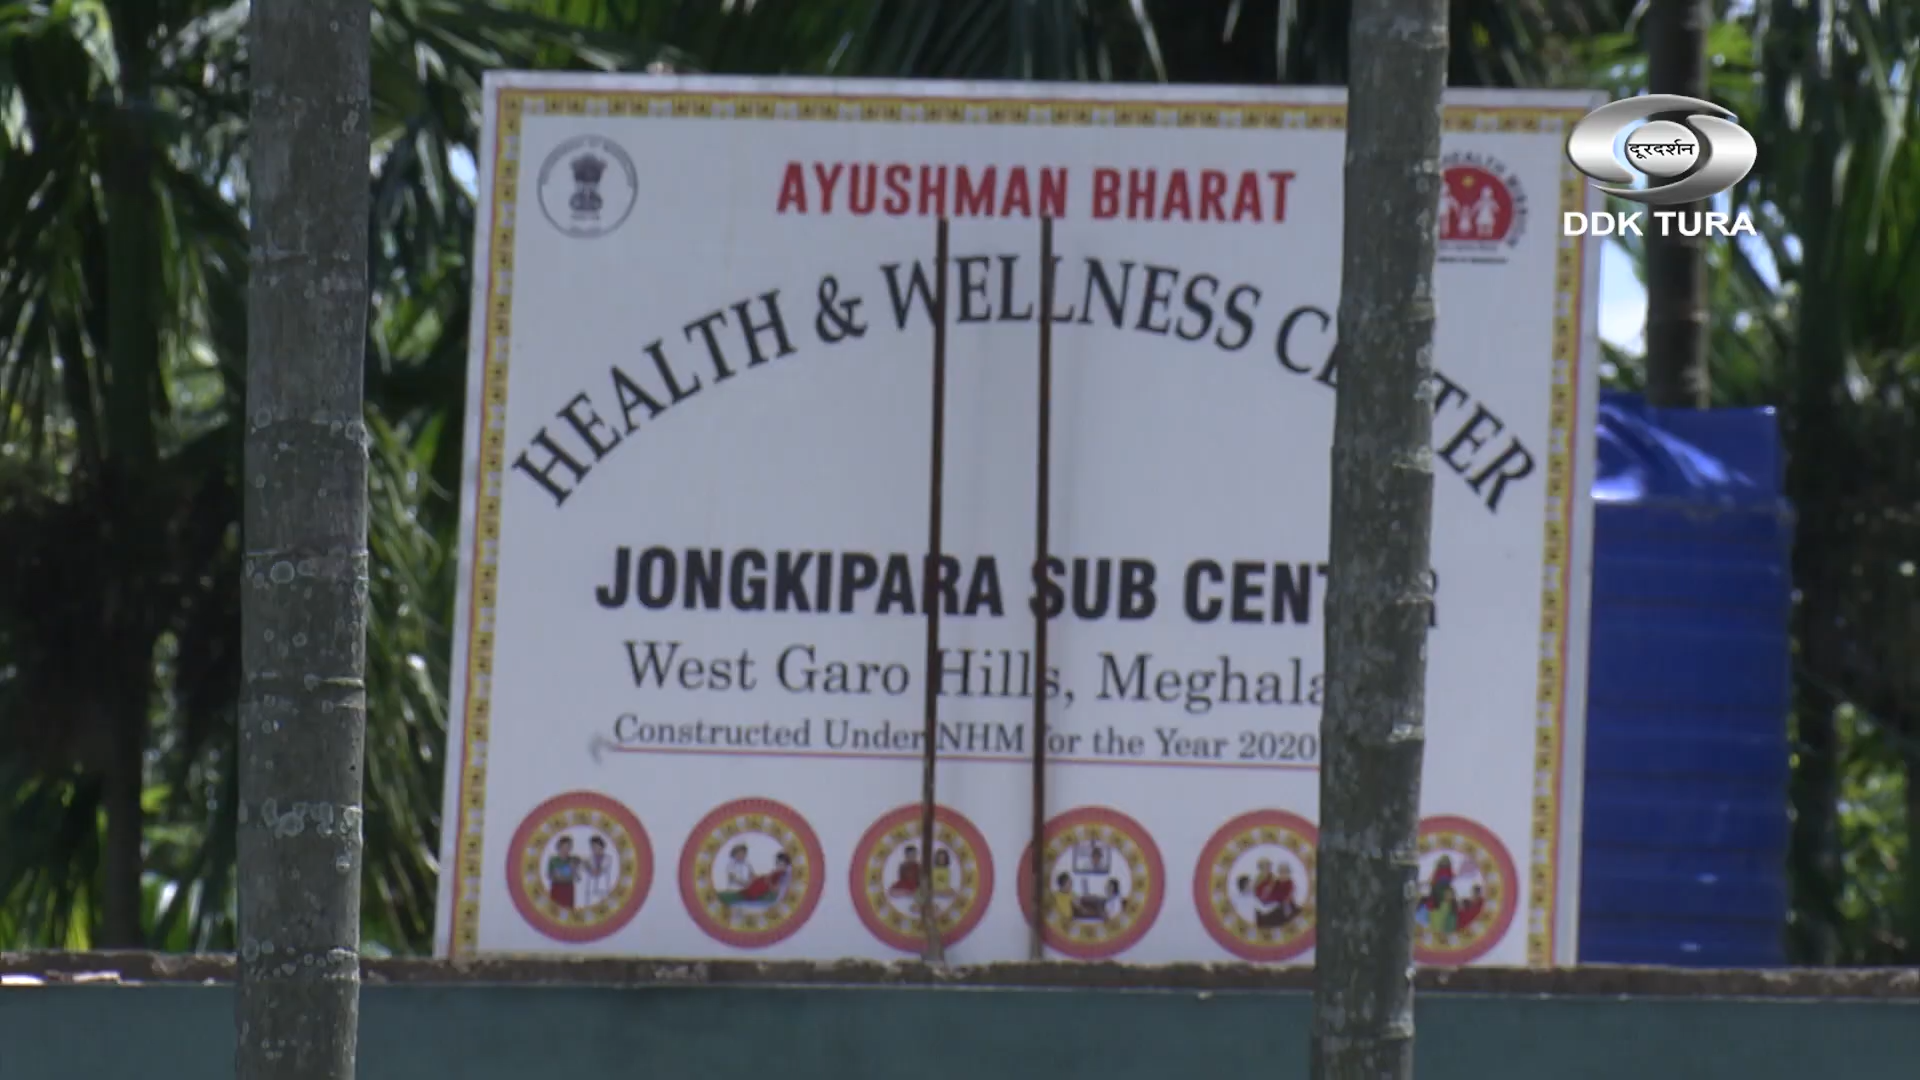 AYUSHMAN BHARAT
HEALTH & WELLNESS CENTER
JONGKIPARA SUB CENTER
West Garo Hills, Meghala
Constructed Under NHM for the Year 2020
दूरदर्शन
DDK TURA